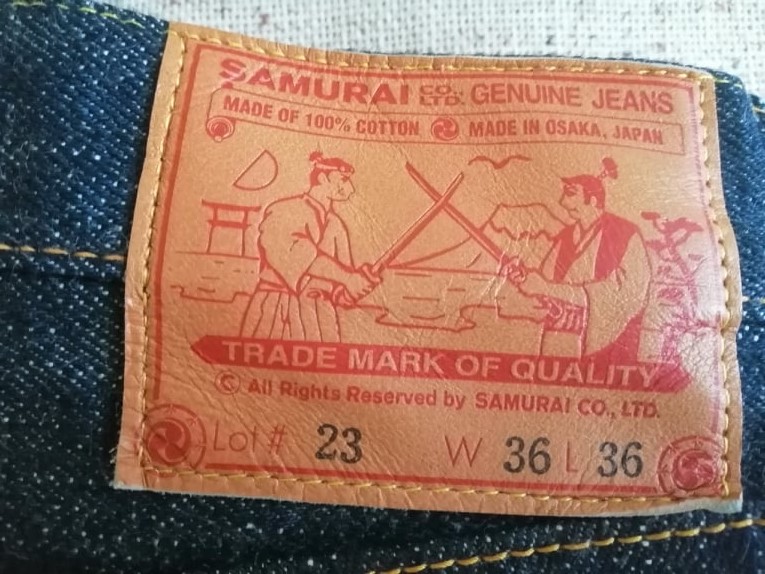 SAMURAI CO., LTD. GENUINE JEANS
MADE OF 100% COTTON MADE IN OSAKA, JAPAN
TRADE MARK OF QUALITY
© All Rights Reserved by SAMURAI CO., LTD.
Lot # 23 W 36 L 36